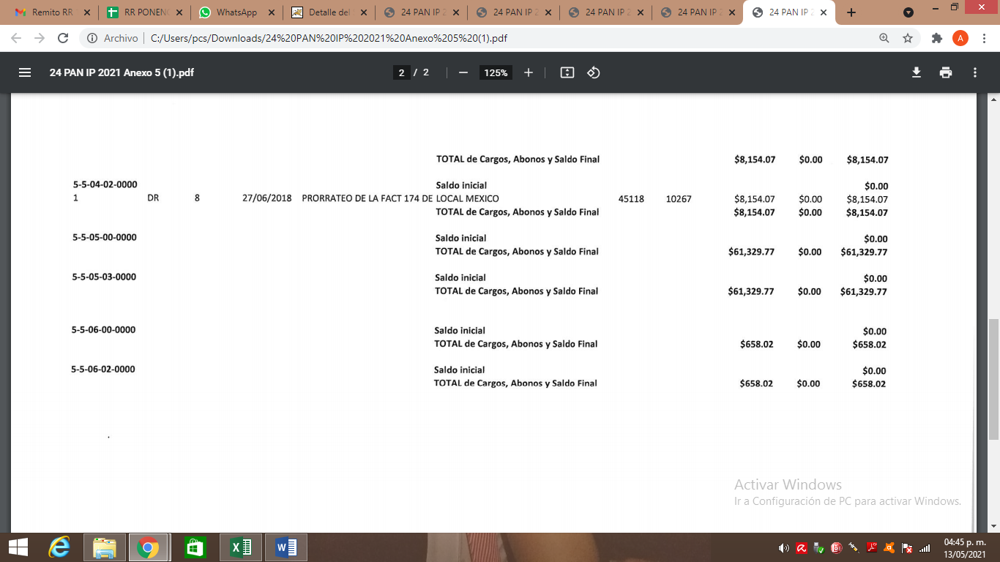 Remito RR
RR PONENC
WhatsApp
Detalle del
24 PAN IP 2
24 PAN IP 2
24 PAN IP 2
24 PAN IP 2
24 PAN IP 2
Archivo C:/Users/pcs/Downloads/24%20PAN%20IP%202021%20Anexo%205%20(1).pdf A
24 PAN IP 2021 Anexo 5 (1).pdf 2 / 2 125%
TOTAL de Cargos, Abonos y Saldo Final $8,154.07 $0.00 $8,154.07
5-5-04-02-0000 Saldo inicial $0.00
1 DR 8 27/06/2018 PRORRATEO DE LA FACT 174 DE LOCAL MEXICO 45118 10267 $8,154.07 $0.00 $8,154.07
TOTAL de Cargos, Abonos y Saldo Final $8,154.07 $0.00 $8,154.07
5-5-05-00-0000 Saldo inicial $0.00
TOTAL de Cargos, Abonos y Saldo Final $61,329.77 $0.00 $61,329.77
5-5-05-03-0000 Saldo inicial $0.00
TOTAL de Cargos, Abonos y Saldo Final $61,329.77 $0.00 $61,329.77
5-5-06-00-0000 Saldo inicial $0.00
TOTAL de Cargos, Abonos y Saldo Final $658.02 $0.00 $658.02
5-5-06-02-0000 Saldo inicial $0.00
TOTAL de Cargos, Abonos y Saldo Final $658.02 $0.00 $658.02
Activar Windows
Ir a Configuración de PC para activar Windows.
04:45 p. m.
13/05/2021